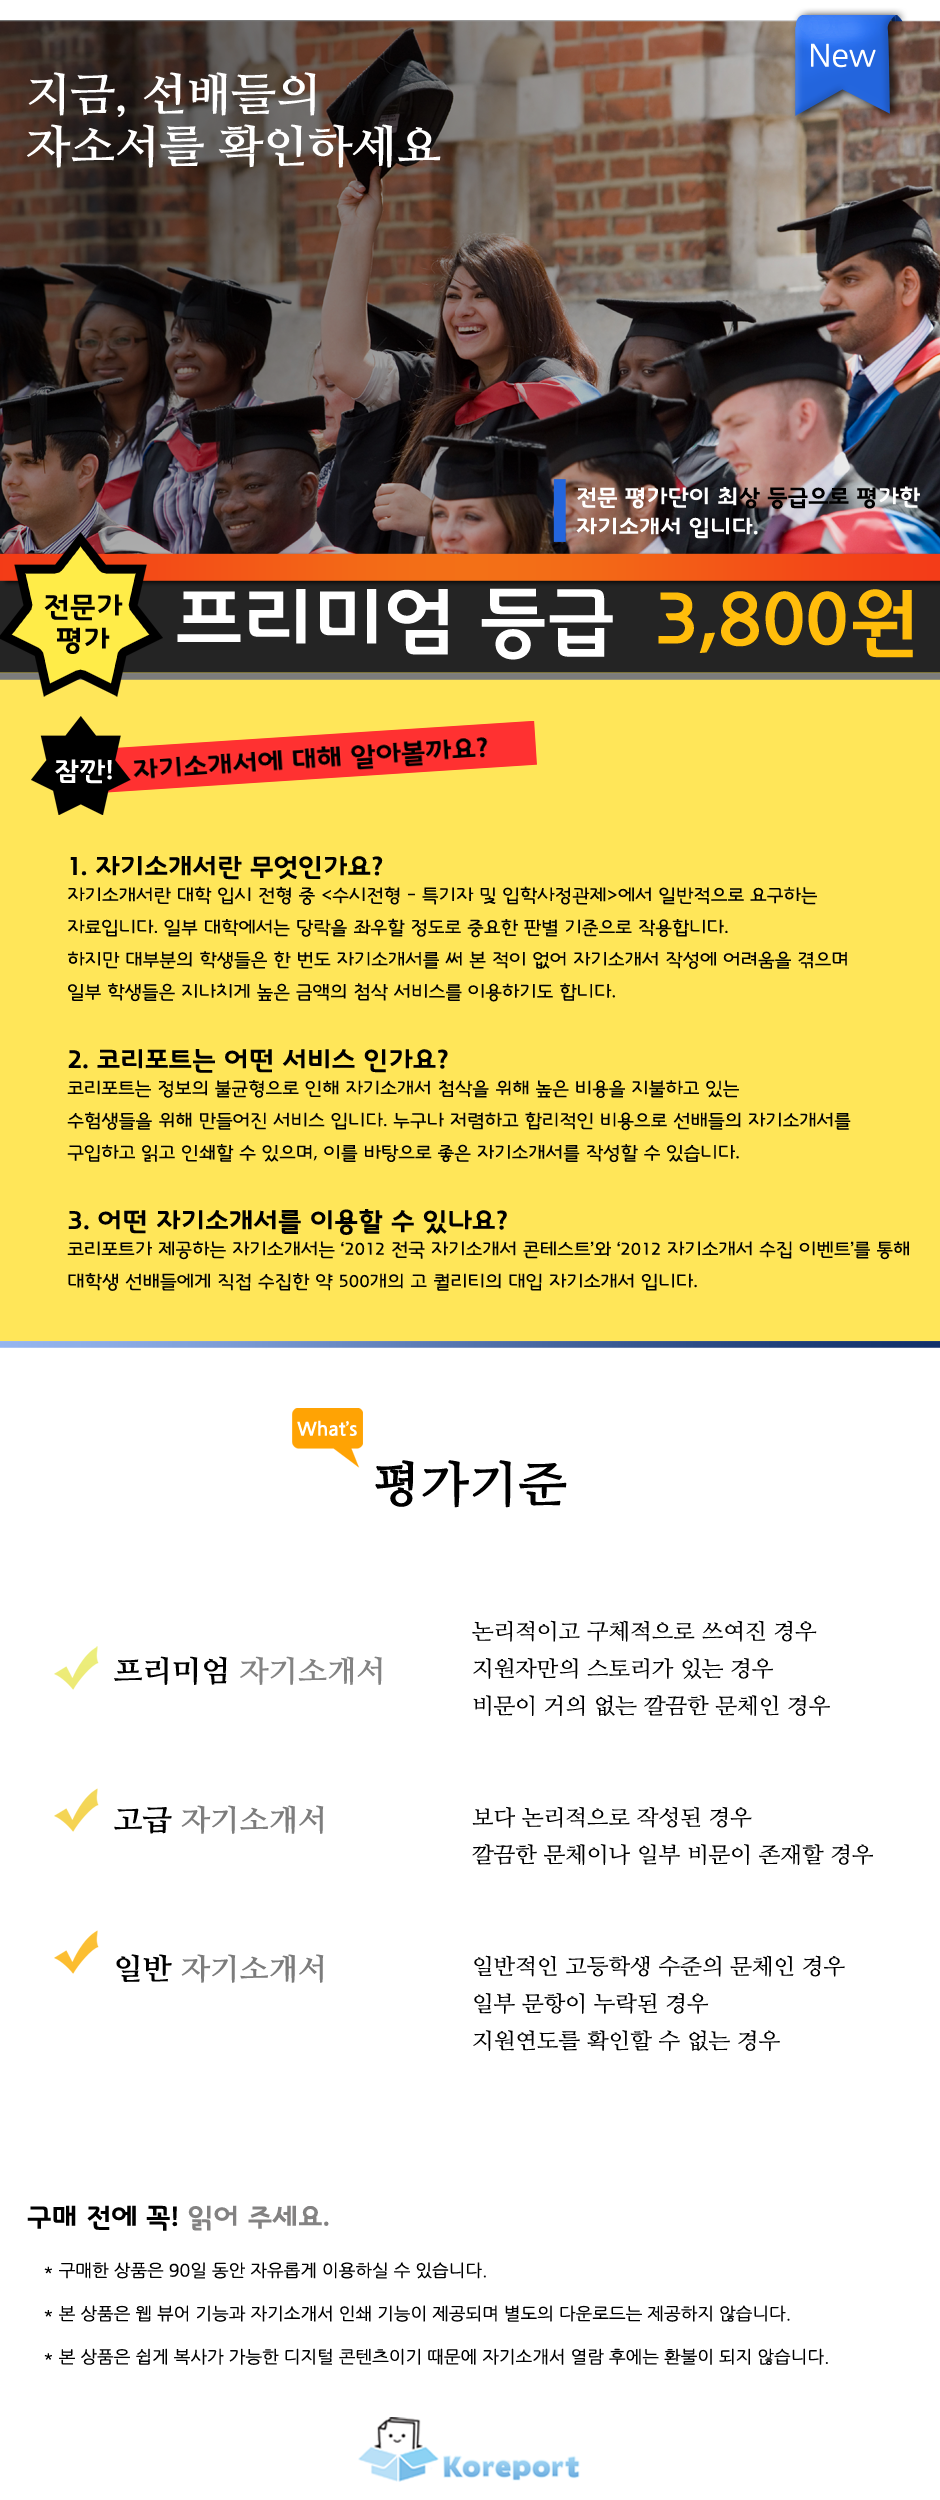 New
지금, 선배들의
자소서를 확인하세요
전문 평가단이 최상 등급으로 평가한
자기소개서 입니다.
전문가
평가
프리미엄 등급 3,800원
잠깐! 자기소개서에 대해 알아볼까요?
1. 자기소개서란 무엇인가요?
자기소개서란 대학 입시 전형 중 <수시전형 - 특기자 및 입학사정관제>에서 일반적으로 요구하는
자료입니다. 일부 대학에서는 당락을 좌우할 정도로 중요한 판별 기준으로 작용합니다.
하지만 대부분의 학생들은 한 번도 자기소개서를 써 본 적이 없어 자기소개서 작성에 어려움을 겪으며
일부 학생들은 지나치게 높은 금액의 첨삭 서비스를 이용하기도 합니다.
2. 코리포트는 어떤 서비스 인가요?
코리포트는 정보의 불균형으로 인해 자기소개서 첨삭을 위해 높은 비용을 지불하고 있는
수험생들을 위해 만들어진 서비스 입니다. 누구나 저렴하고 합리적인 비용으로 선배들의 자기소개서를
구입하고 읽고 인쇄할 수 있으며, 이를 바탕으로 좋은 자기소개서를 작성할 수 있습니다.
3. 어떤 자기소개서를 이용할 수 있나요?
코리포트가 제공하는 자기소개서는 ‘2012 전국 자기소개서 콘테스트’와 ‘2012 자기소개서 수집 이벤트’를 통해
대학생 선배들에게 직접 수집한 약 500개의 고 퀄리티의 대입 자기소개서 입니다.
What's
평가기준
프리미엄 자기소개서
논리적이고 구체적으로 쓰여진 경우
지원자만의 스토리가 있는 경우
비문이 거의 없는 깔끔한 문체인 경우
고급 자기소개서
보다 논리적으로 작성된 경우
깔끔한 문체이나 일부 비문이 존재할 경우
일반 자기소개서
일반적인 고등학생 수준의 문체인 경우
일부 문항이 누락된 경우
지원연도를 확인할 수 없는 경우
구매 전에 꼭! 읽어 주세요.
* 구매한 상품은 90일 동안 자유롭게 이용하실 수 있습니다.
* 본 상품은 웹 뷰어 기능과 자기소개서 인쇄 기능이 제공되며 별도의 다운로드는 제공하지 않습니다.
* 본 상품은 쉽게 복사가 가능한 디지털 콘텐츠이기 때문에 자기소개서 열람 후에는 환불이 되지 않습니다.
Koreport